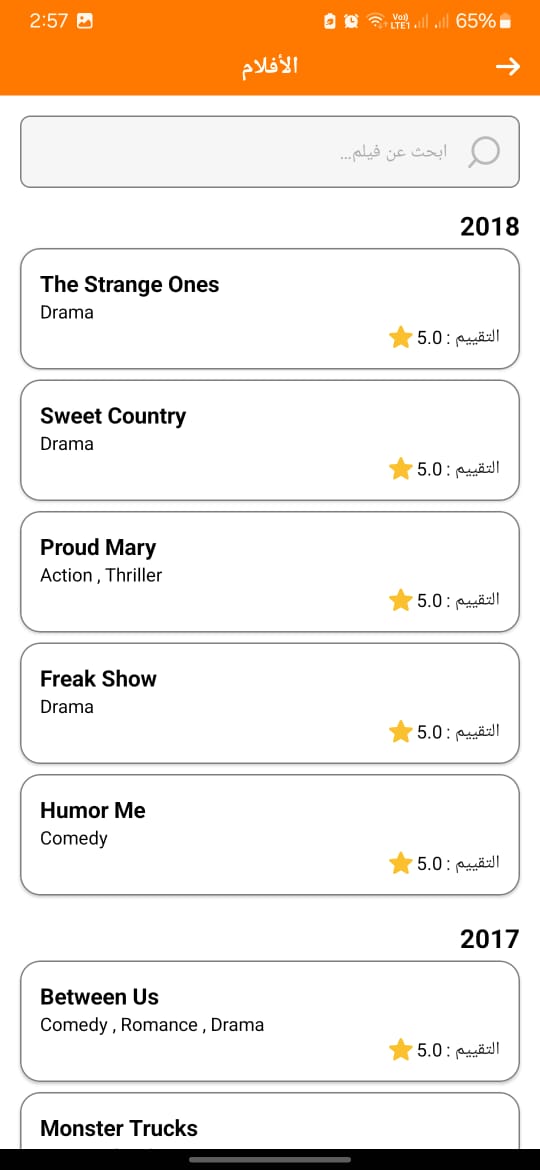 2:57
Vo)) LTE1 65%
الأفلام
ابحث عن فيلم...
2018
The Strange Ones
Drama
التقييم : 5.0
Sweet Country
Drama
التقييم : 5.0
Proud Mary
Action , Thriller
التقييم : 5.0
Freak Show
Drama
التقييم : 5.0
Humor Me
Comedy
التقييم : 5.0
2017
Between Us
Comedy , Romance , Drama
التقييم : 5.0
Monster Trucks